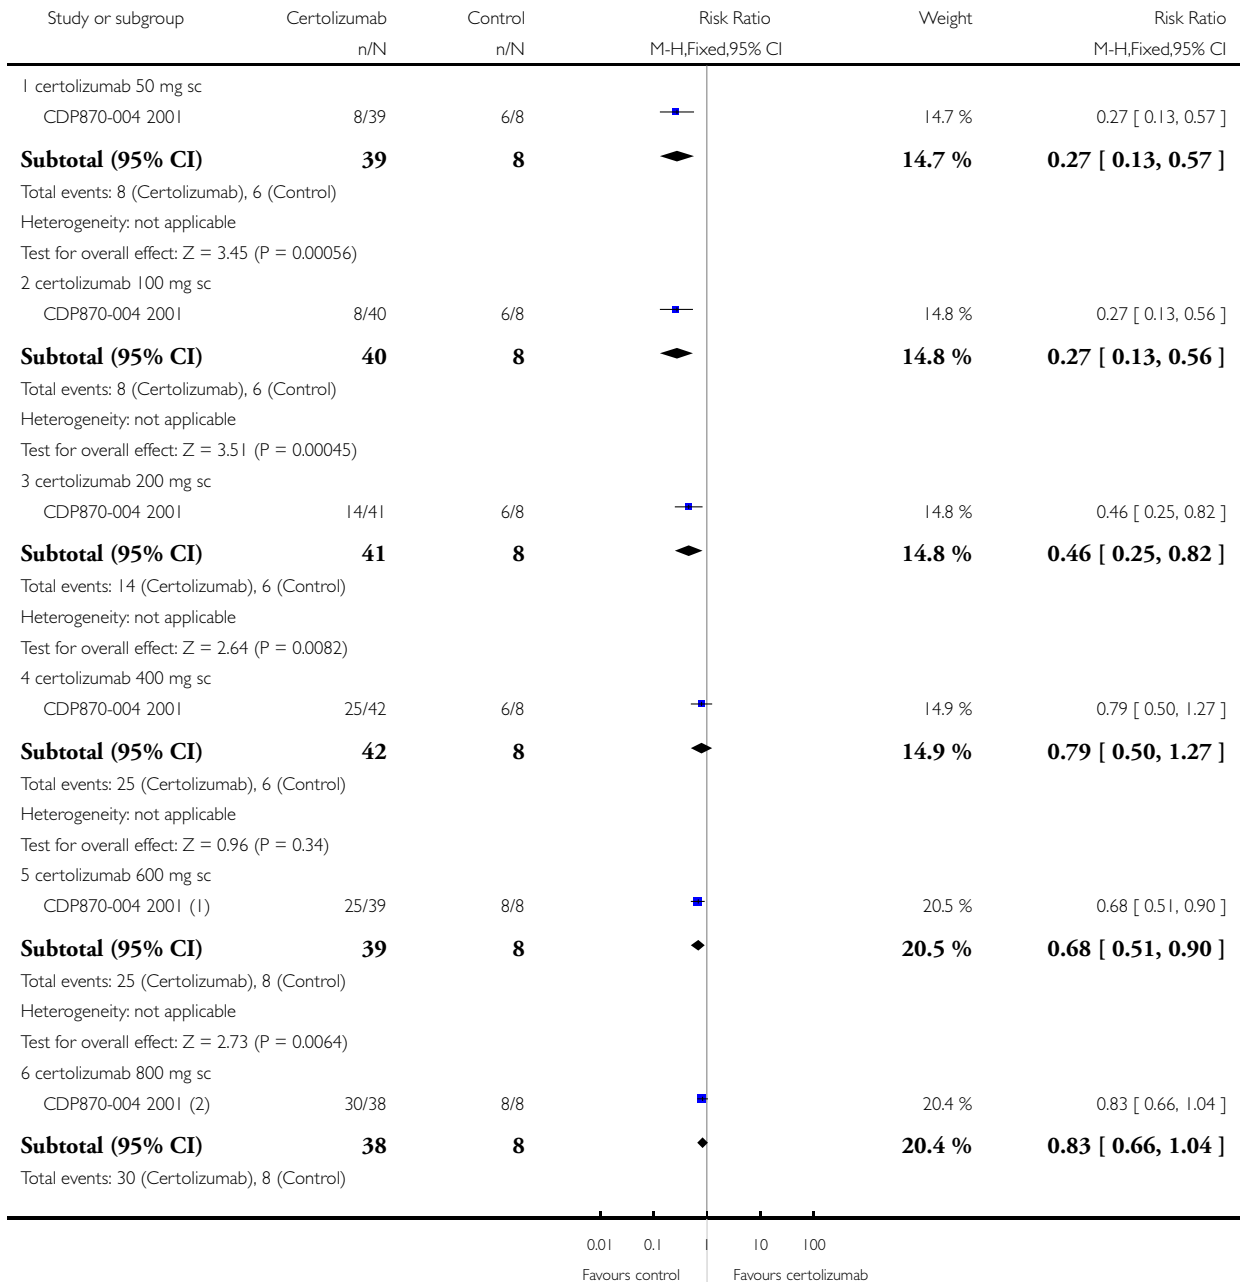 Study or subgroup Certolizumab Control Risk Ratio Weight Risk Ratio
n/N n/N M-H,Fixed,95% CI M-H,Fixed,95% CI
1 certolizumab 50 mg sc
CDP870-004 2001 8/39 6/8 14.7 % 0.27 [ 0.13, 0.57 ]
Subtotal (95% CI) 39 8 14.7 % 0.27 [ 0.13, 0.57 ]
Total events: 8 (Certolizumab), 6 (Control)
Heterogeneity: not applicable
Test for overall effect: Z = 3.45 (P = 0.00056)
2 certolizumab 100 mg sc
CDP870-004 2001 8/40 6/8 14.8 % 0.27 [ 0.13, 0.56 ]
Subtotal (95% CI) 40 8 14.8 % 0.27 [ 0.13, 0.56 ]
Total events: 8 (Certolizumab), 6 (Control)
Heterogeneity: not applicable
Test for overall effect: Z = 3.51 (P = 0.00045)
3 certolizumab 200 mg sc
CDP870-004 2001 14/41 6/8 14.8 % 0.46 [ 0.25, 0.82 ]
Subtotal (95% CI) 41 8 14.8 % 0.46 [ 0.25, 0.82 ]
Total events: 14 (Certolizumab), 6 (Control)
Heterogeneity: not applicable
Test for overall effect: Z = 2.64 (P = 0.0082)
4 certolizumab 400 mg sc
CDP870-004 2001 25/42 6/8 14.9 % 0.79 [ 0.50, 1.27 ]
Subtotal (95% CI) 42 8 14.9 % 0.79 [ 0.50, 1.27 ]
Total events: 25 (Certolizumab), 6 (Control)
Heterogeneity: not applicable
Test for overall effect: Z = 0.96 (P = 0.34)
5 certolizumab 600 mg sc
CDP870-004 2001 (1) 25/39 8/8 20.5 % 0.68 [ 0.51, 0.90 ]
Subtotal (95% CI) 39 8 20.5 % 0.68 [ 0.51, 0.90 ]
Total events: 25 (Certolizumab), 8 (Control)
Heterogeneity: not applicable
Test for overall effect: Z = 2.73 (P = 0.0064)
6 certolizumab 800 mg sc
CDP870-004 2001 (2) 30/38 8/8 20.4 % 0.83 [ 0.66, 1.04 ]
Subtotal (95% CI) 38 8 20.4 % 0.83 [ 0.66, 1.04 ]
Total events: 30 (Certolizumab), 8 (Control)
0.01 0.1 1 10 100
Favours control Favours certolizumab